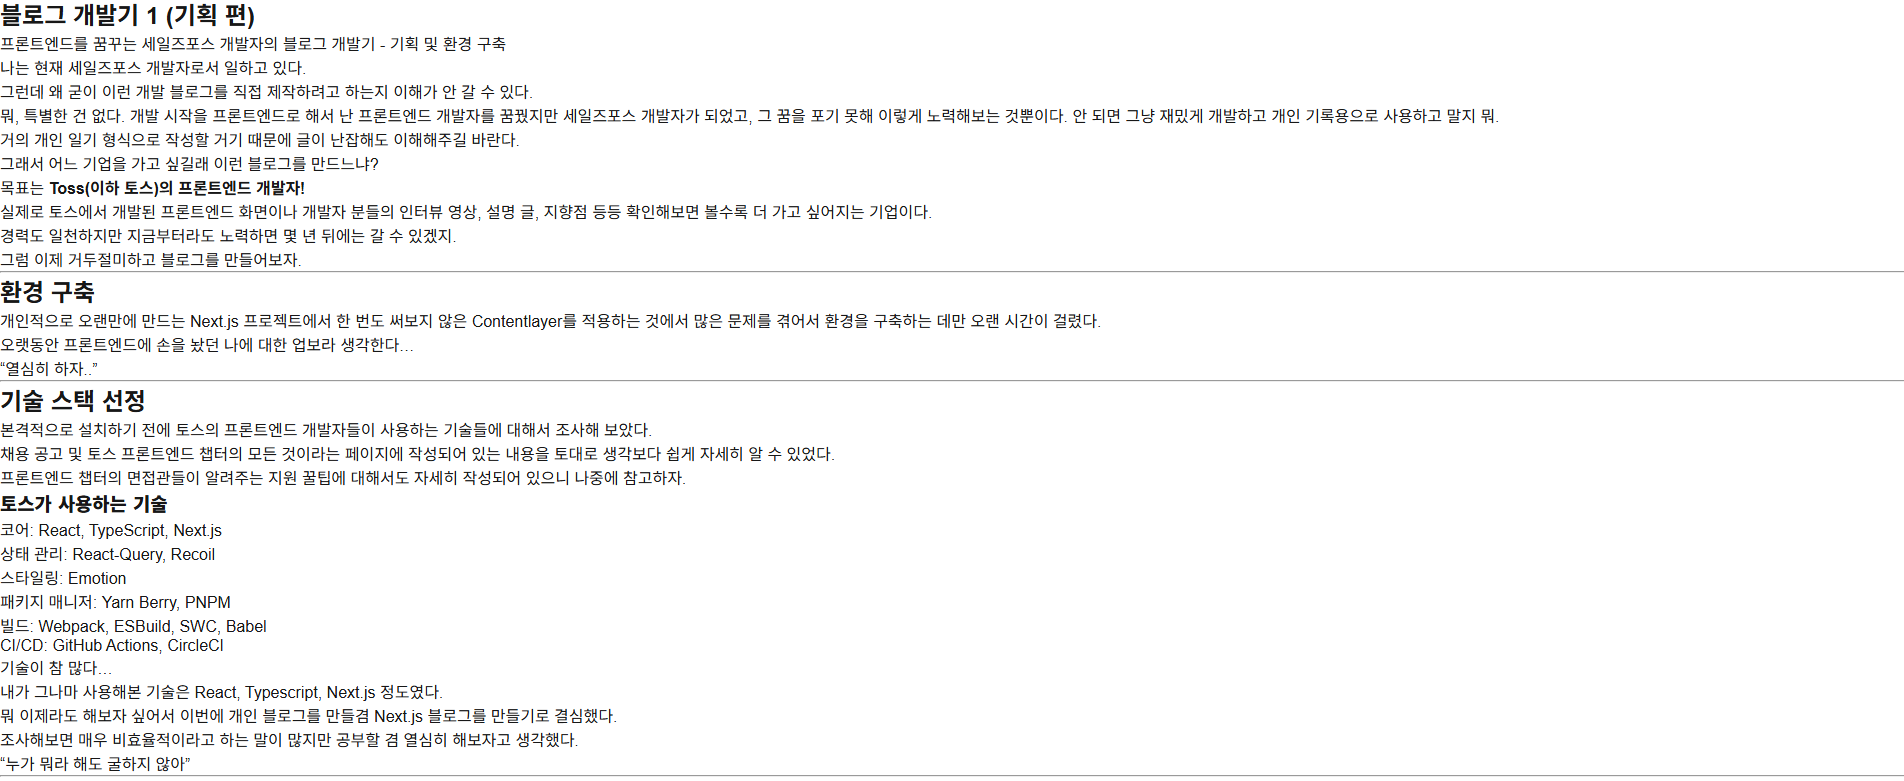 블로그 개발기 1 (기획 편)
프론트엔드를 꿈꾸는 세일즈포스 개발자의 블로그 개발기 - 기획 및 환경 구축
나는 현재 세일즈포스 개발자로서 일하고 있다.
그런데 왜 굳이 이런 개발 블로그를 직접 제작하려고 하는지 이해가 안 갈 수 있다.
뭐, 특별한 건 없다. 개발 시작을 프론트엔드로 해서 난 프론트엔드 개발자를 꿈꿨지만 세일즈포스 개발자가 되었고, 그 꿈을 포기 못해 이렇게 노력해보는 것뿐이다. 안 되면 그냥 재밌게 개발하고 개인 기록용으로 사용하고 말지 뭐.
거의 개인 일기 형식으로 작성할 거기 때문에 글이 난잡해도 이해해주길 바란다.
그래서 어느 기업을 가고 싶길래 이런 블로그를 만드느냐?
목표는 Toss(이하 토스)의 프론트엔드 개발자!
실제로 토스에서 개발된 프론트엔드 화면이나 개발자 분들의 인터뷰 영상, 설명 글, 지향점 등등 확인해보면 볼수록 더 가고 싶어지는 기업이다.
경력도 일천하지만 지금부터라도 노력하면 몇 년 뒤에는 갈 수 있겠지.
그럼 이제 거두절미하고 블로그를 만들어보자.
환경 구축
개인적으로 오랜만에 만드는 Next.js 프로젝트에서 한 번도 써보지 않은 Contentlayer를 적용하는 것에서 많은 문제를 겪어서 환경을 구축하는 데만 오랜 시간이 걸렸다.
오랫동안 프론트엔드에 손을 놨던 나에 대한 업보라 생각한다…
“열심히 하자..”
기술 스택 선정
본격적으로 설치하기 전에 토스의 프론트엔드 개발자들이 사용하는 기술들에 대해서 조사해 보았다.
채용 공고 및 토스 프론트엔드 챕터의 모든 것이라는 페이지에 작성되어 있는 내용을 토대로 생각보다 쉽게 자세히 알 수 있었다.
프론트엔드 챕터의 면접관들이 알려주는 지원 꿀팁에 대해서도 자세히 작성되어 있으니 나중에 참고하자.
토스가 사용하는 기술
코어: React, TypeScript, Next.js
상태 관리: React-Query, Recoil
스타일링: Emotion
패키지 매니저: Yarn Berry, PNPM
빌드: Webpack, ESBuild, SWC, Babel
CI/CD: GitHub Actions, CircleCI
기술이 참 많다…
내가 그나마 사용해본 기술은 React, Typescript, Next.js 정도였다.
뭐 이제라도 해보자 싶어서 이번에 개인 블로그를 만들겸 Next.js 블로그를 만들기로 결심했다.
조사해보면 매우 비효율적이라고 하는 말이 많지만 공부할 겸 열심히 해보자고 생각했다.
“누가 뭐라 해도 굴하지 않아”